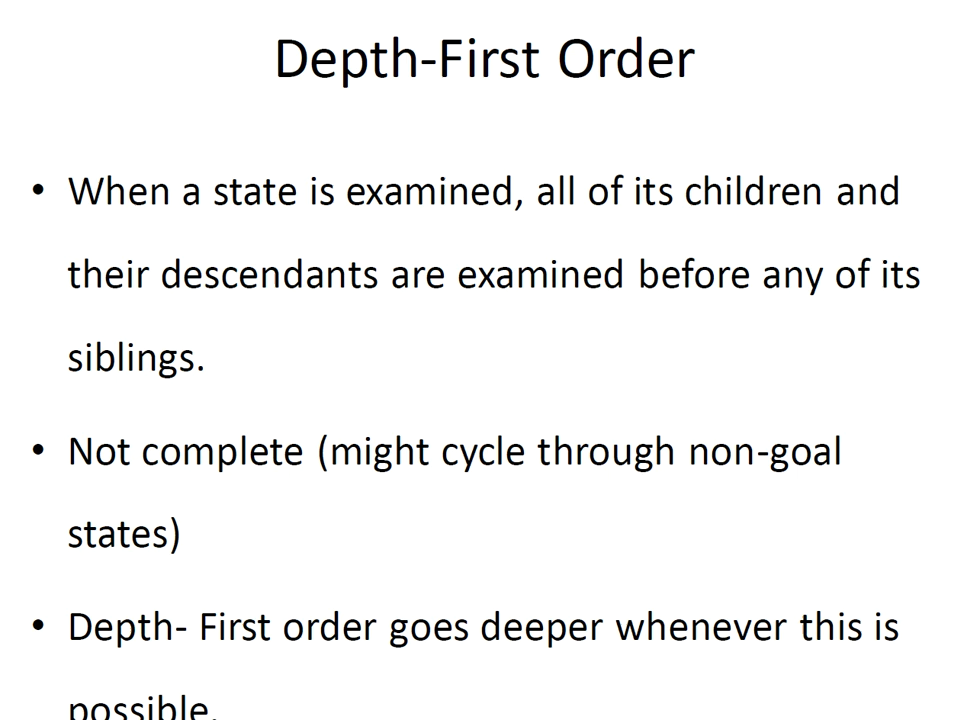 Depth-First Order
• When a state is examined, all of its children and
their descendants are examined before any of its
siblings.
• Not complete (might cycle through non-goal
states)
• Depth- First order goes deeper whenever this is
possible.